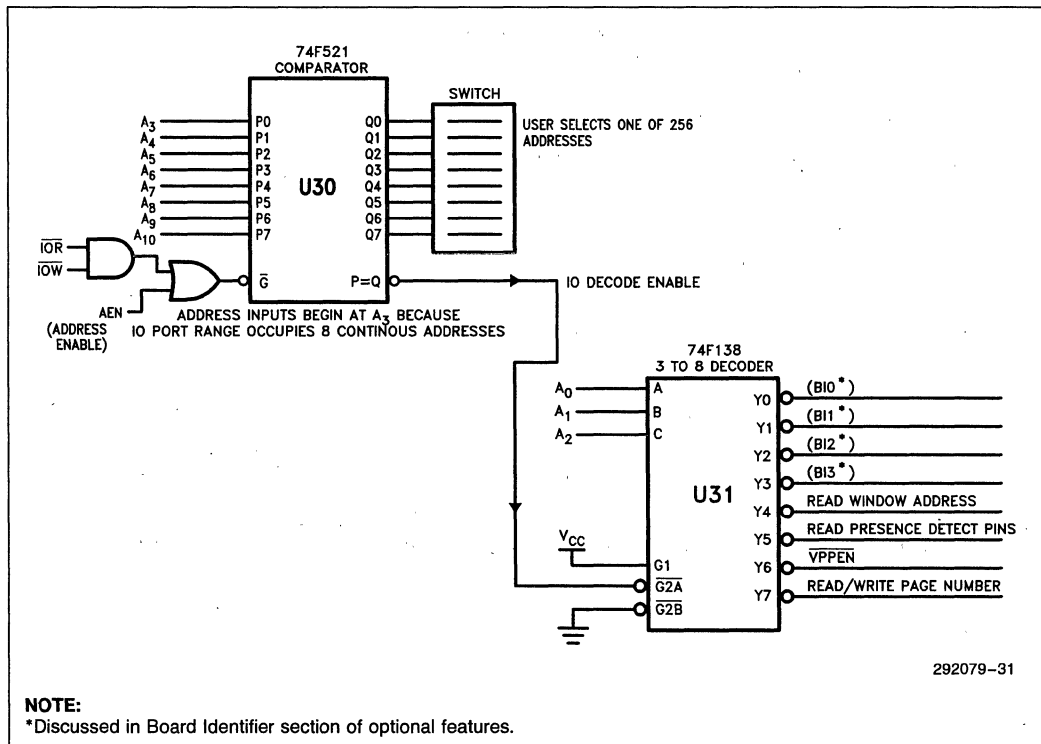 74F521
COMPARATOR
SWITCH
A3 P0 Q0
A4 P1 Q1
A5 P2 Q2
A6 P3 Q3
A7 P4 Q4
A8 P5 Q5
A9 P6 Q6
A10 P7 Q7
U30
USER SELECTS ONE OF 256
ADDRESSES
IOR
IOW
AEN
(ADDRESS
ENABLE)
G P=Q
IO DECODE ENABLE
ADDRESS INPUTS BEGIN AT A3 BECAUSE
IO PORT RANGE OCCUPIES 8 CONTINOUS ADDRESSES
74F138
3 TO 8 DECODER
A0 A
A1 B
A2 C
U31
VCC
G1
G2A
G2B
Y0 (BI0*)
Y1 (BI1*)
Y2 (BI2*)
Y3 (BI3*)
Y4 READ WINDOW ADDRESS
Y5 READ PRESENCE DETECT PINS
Y6 VPPEN
Y7 READ/WRITE PAGE NUMBER
292079-31
NOTE:
*Discussed in Board Identifier section of optional features.